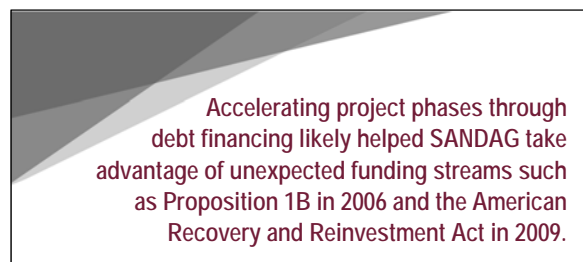 Accelerating project phases through
debt financing likely helped SANDAG take
advantage of unexpected funding streams such
as Proposition 1B in 2006 and the American
Recovery and Reinvestment Act in 2009.